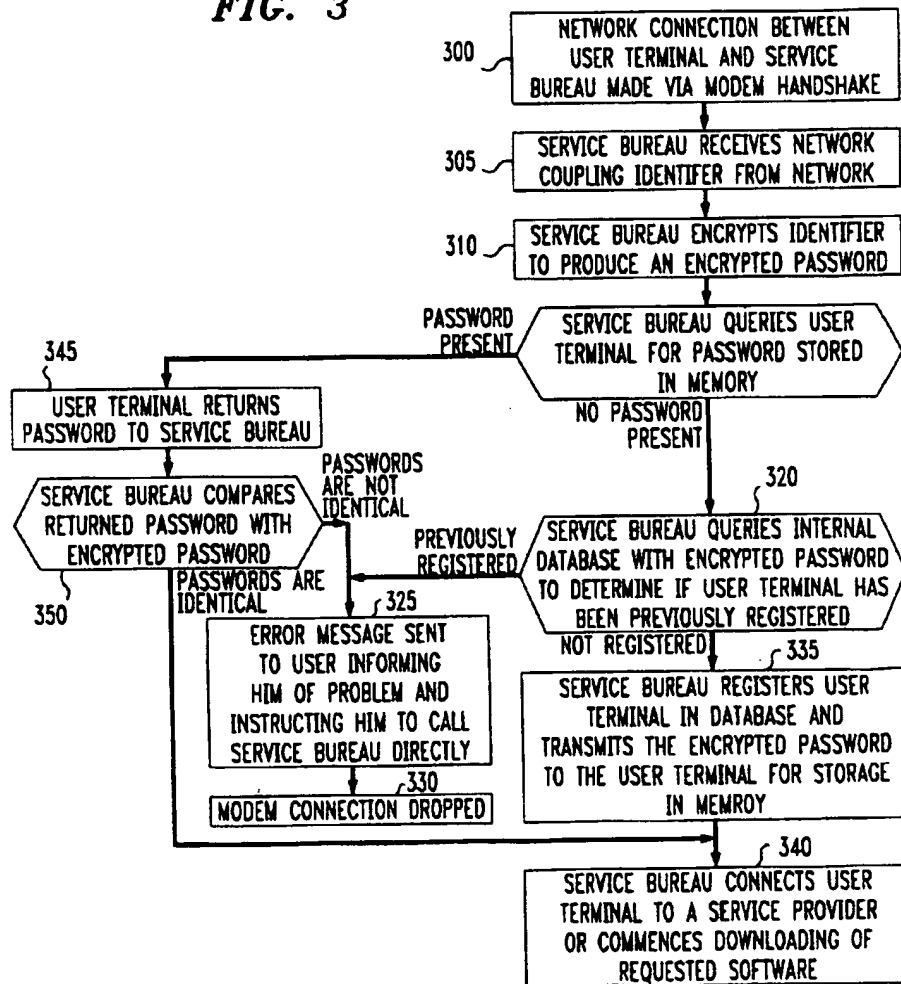 FIG. 3
300
NETWORK CONNECTION BETWEEN
USER TERMINAL AND SERVICE
BUREAU MADE VIA MODEM HANDSHAKE
305
SERVICE BUREAU RECEIVES NETWORK
COUPLING IDENTIFER FROM NETWORK
310
SERVICE BUREAU ENCRYPTS IDENTIFIER
TO PRODUCE AN ENCRYPTED PASSWORD
SERVICE BUREAU QUERIES USER
TERMINAL FOR PASSWORD STORED
IN MEMORY
PASSWORD
PRESENT
NO PASSWORD
PRESENT
345
USER TERMINAL RETURNS
PASSWORD TO SERVICE BUREAU
SERVICE BUREAU COMPARES
RETURNED PASSWORD WITH
ENCRYPTED PASSWORD
350
PASSWORDS
ARE NOT
IDENTICAL
PASSWORDS ARE
IDENTICAL
320
SERVICE BUREAU QUERIES INTERNAL
DATABASE WITH ENCRYPTED PASSWORD
TO DETERMINE IF USER TERMINAL HAS
BEEN PREVIOUSLY REGISTERED
PREVIOUSLY
REGISTERED
NOT REGISTERED
325
ERROR MESSAGE SENT
TO USER INFORMING
HIM OF PROBLEM AND
INSTRUCTING HIM TO CALL
SERVICE BUREAU DIRECTLY
330
MODEM CONNECTION DROPPED
335
SERVICE BUREAU REGISTERS USER
TERMINAL IN DATABASE AND
TRANSMITS THE ENCRYPTED PASSWORD
TO THE USER TERMINAL FOR STORAGE
IN MEMROY
340
SERVICE BUREAU CONNECTS USER
TERMINAL TO A SERVICE PROVIDER
OR COMMENCES DOWNLOADING OF
REQUESTED SOFTWARE